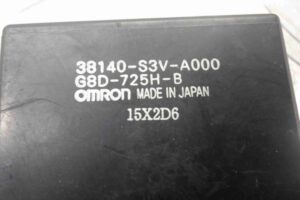 38140-S3V-A000
G8D-725H-B
OMRON MADE IN JAPAN
15X2D6